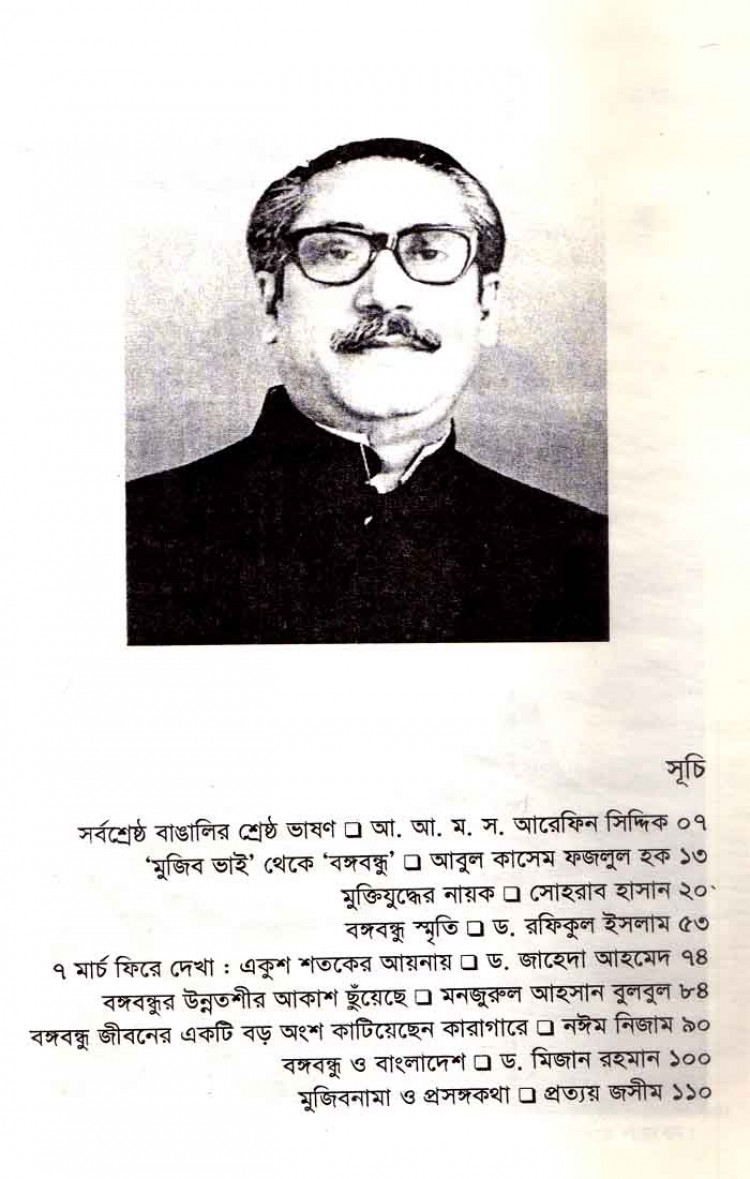 সূচি
সর্বশ্রেষ্ঠ বাঙালির শ্রেষ্ঠ ভাষণ ❏ আ. আ. ম. স. আরেফিন সিদ্দিক ০৭
‘মুজিব ভাই’ থেকে ‘বঙ্গবন্ধু’ ❏ আবুল কাসেম ফজলুল হক ১৩
মুক্তিযুদ্ধের নায়ক ❏ সোহরাব হাসান ২০
বঙ্গবন্ধু স্মৃতি ❏ ড. রফিকুল ইসলাম ৫৩
৭ মার্চ ফিরে দেখা : একুশ শতকের আয়নায় ❏ ড. জাহেদা আহমেদ ৭৪
বঙ্গবন্ধুর উন্নতশীর আকাশ ছুঁয়েছে ❏ মনজুরুল আহসান বুলবুল ৮৪
বঙ্গবন্ধু জীবনের একটি বড় অংশ কাটিয়েছেন কারাগারে ❏ নঈম নিজাম ৯০
বঙ্গবন্ধু ও বাংলাদেশ ❏ ড. মিজান রহমান ১০০
মুজিবনামা ও প্রসঙ্গকথা ❏ প্রত্যয় জসীম ১১০